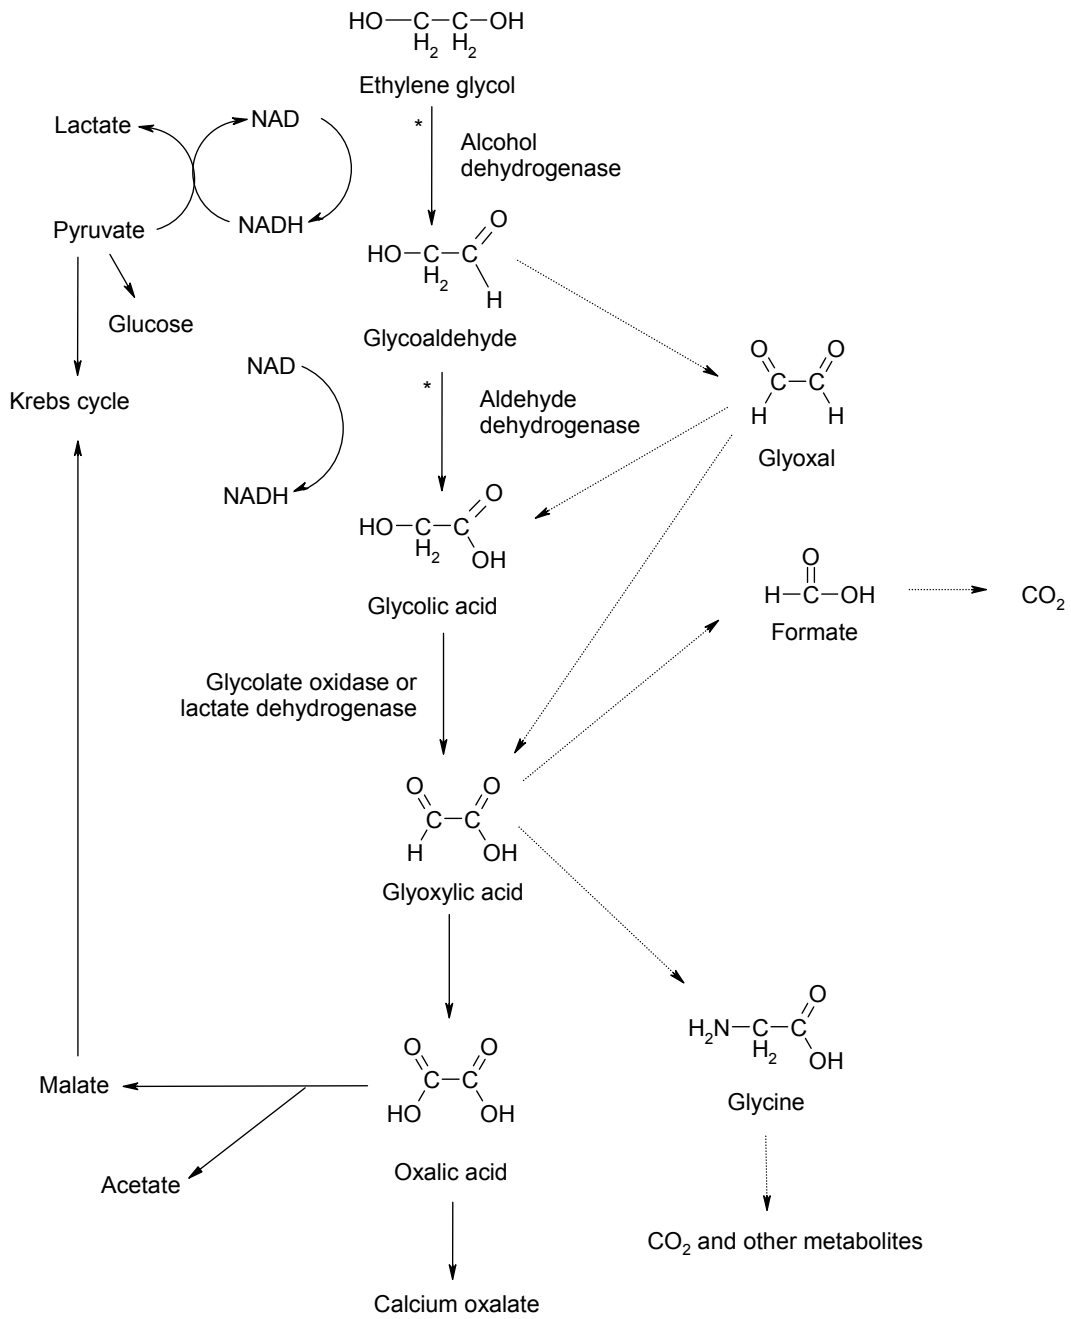 HO–C–C–OH
H2 H2
Ethylene glycol
Lactate
NAD
*
Alcohol
dehydrogenase
Pyruvate
NADH
O
HO–C–C
H2
H
Glucose
Glycoaldehyde
NAD
*
Aldehyde
dehydrogenase
Krebs cycle
O O
C–C
H H
Glyoxal
NADH
O
HO–C–C
H2
OH
Glycolic acid
O
H–C–OH
Formate
CO2
Glycolate oxidase or
lactate dehydrogenase
O O
C–C
H OH
Glyoxylic acid
O
H2N–C–C
H2
OH
Glycine
O O
C–C
HO OH
Malate
Oxalic acid
Acetate
CO2 and other metabolites
Calcium oxalate